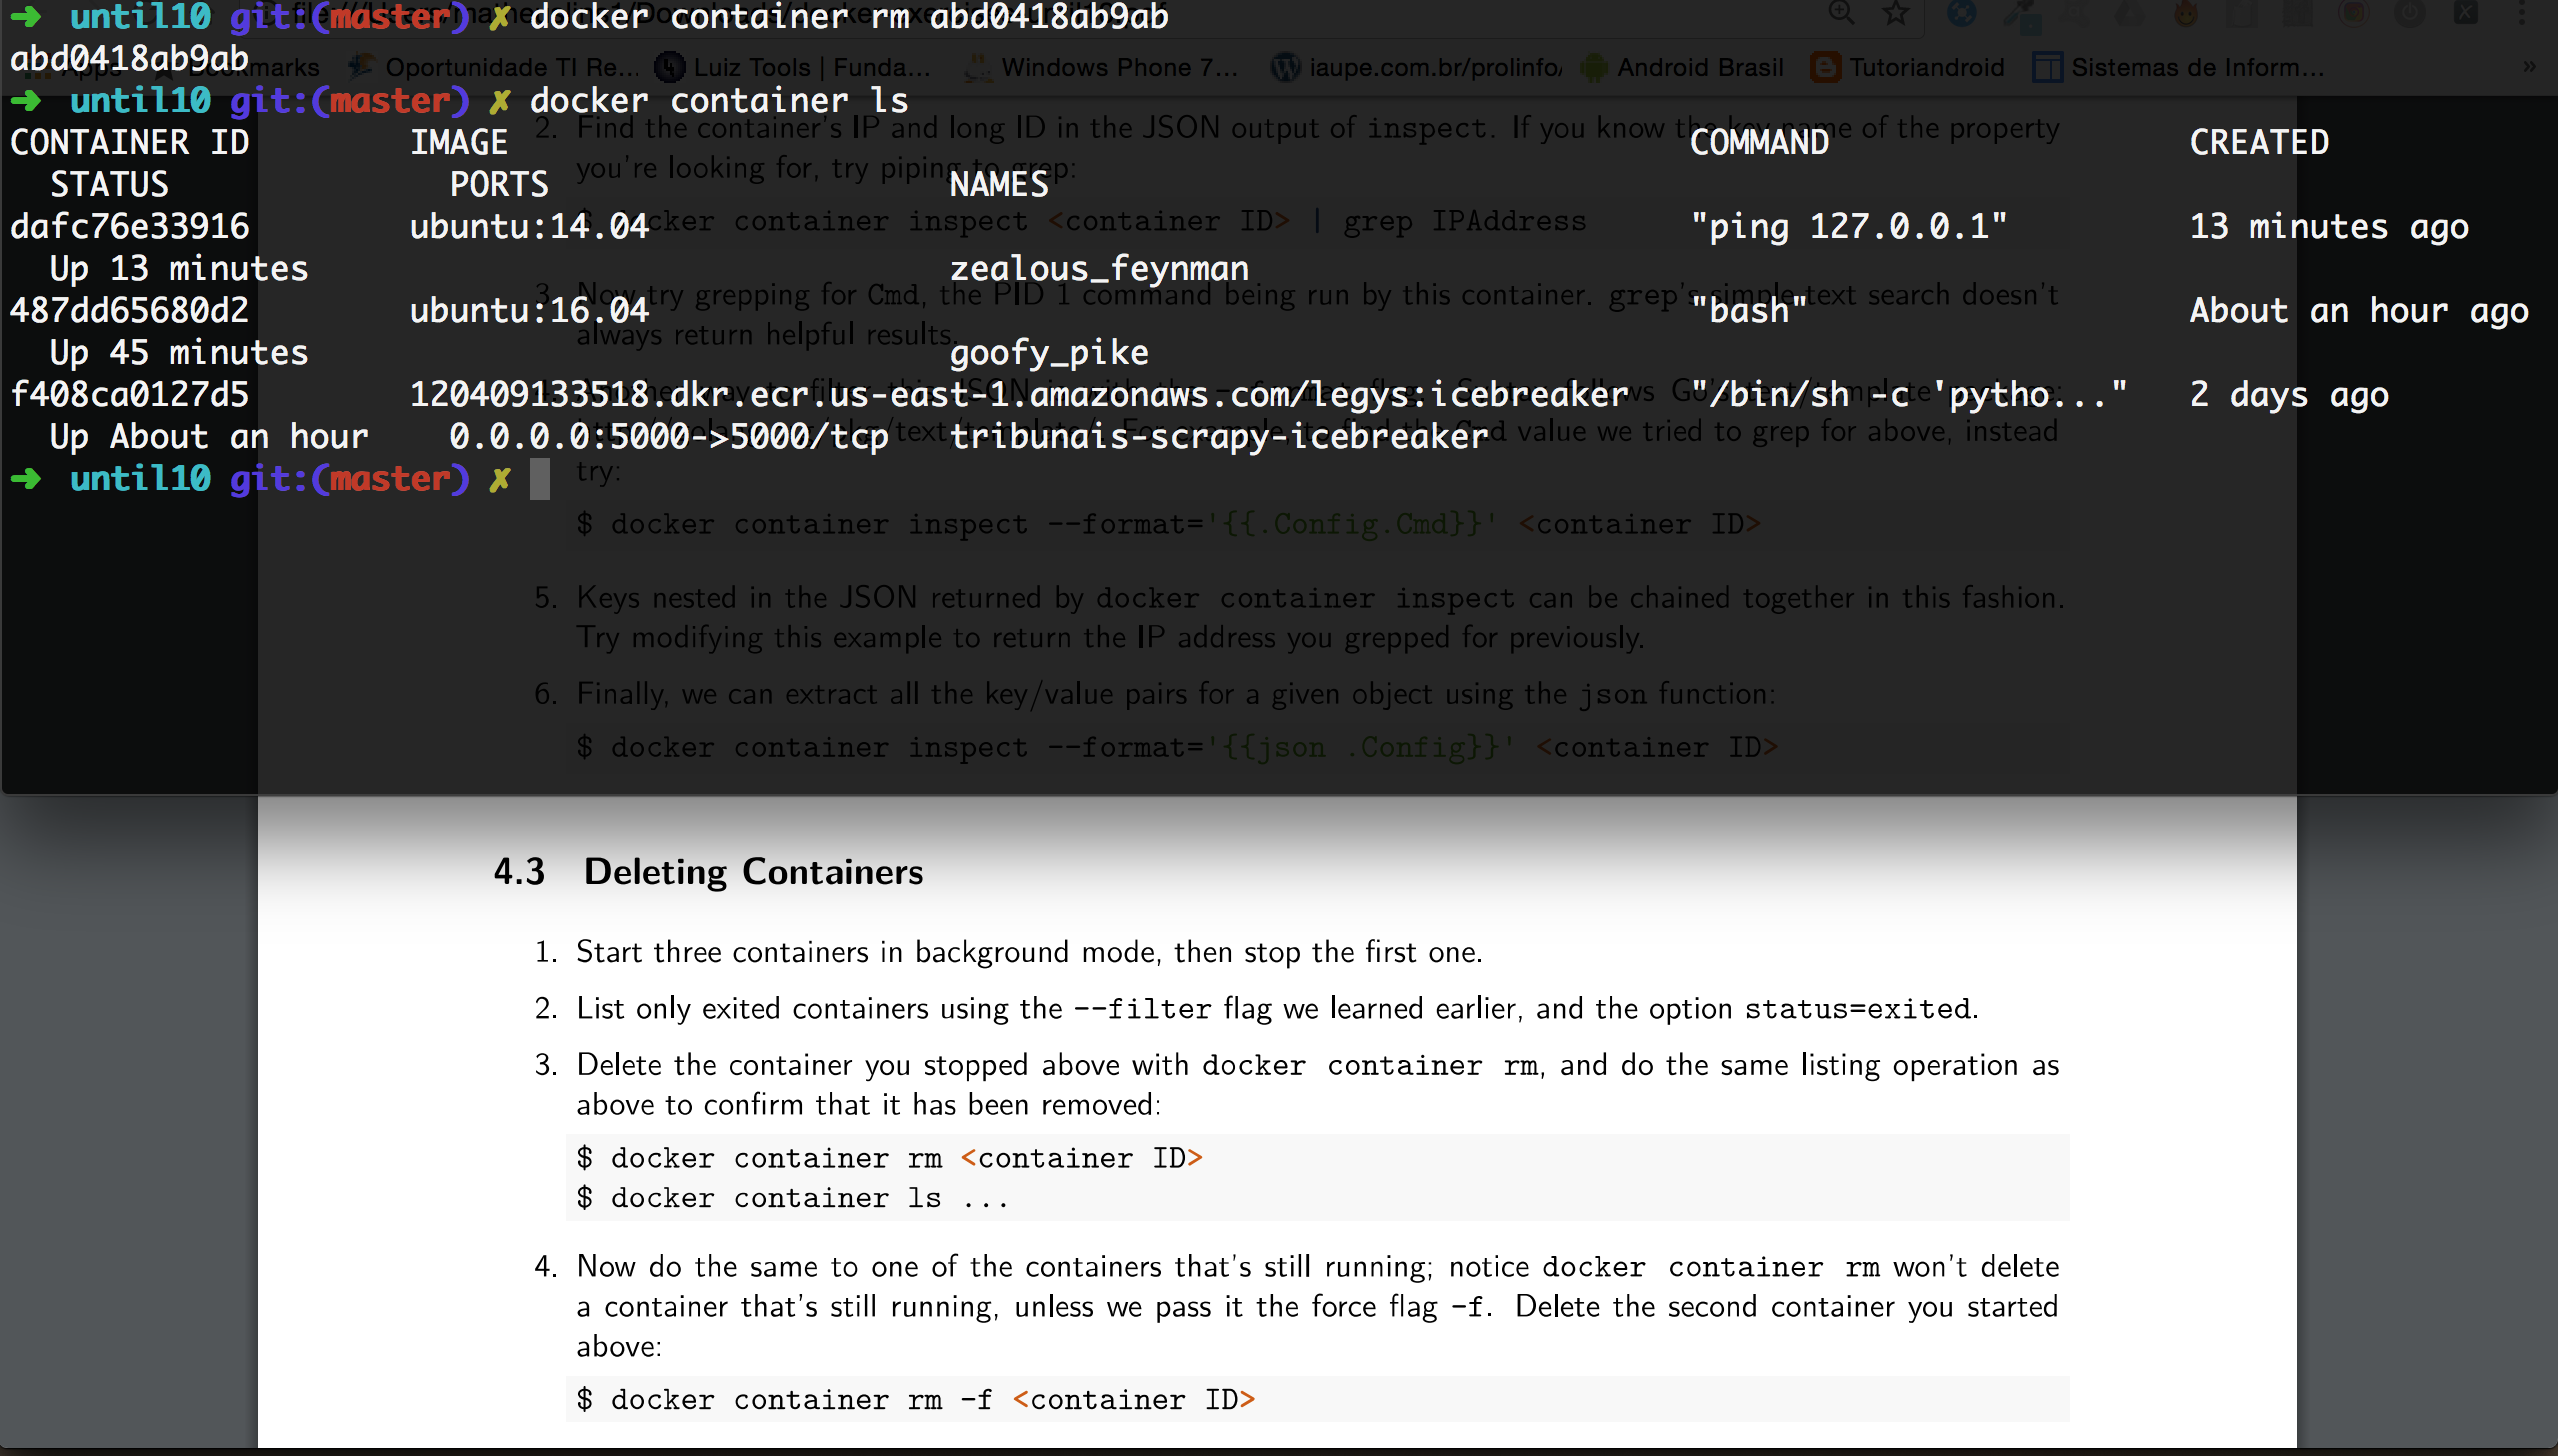 ➜  until10 git:(master) ✗ docker container rm abd0418ab9ab
abd0418ab9ab
Apps Bookmarks Oportunidade TI Re... Luiz Tools | Funda... Windows Phone 7... iaupe.com.br/prolinfo/ Android Brasil Tutoriandroid Sistemas de Inform... »
➜  until10 git:(master) ✗ docker container ls
CONTAINER ID IMAGE COMMAND CREATED
STATUS PORTS NAMES
dafc76e33916 ubuntu:14.04 "ping 127.0.0.1" 13 minutes ago
Up 13 minutes zealous_feynman
487dd65680d2 ubuntu:16.04 "bash" About an hour ago
Up 45 minutes goofy_pike
f408ca0127d5 120409133518.dkr.ecr.us-east-1.amazonaws.com/legys:icebreaker "/bin/sh -c 'pytho..." 2 days ago
Up About an hour 0.0.0.0:5000->5000/tcp tribunais-scrapy-icebreaker
➜  until10 git:(master) ✗
2. Find the container's IP and long ID in the JSON output of inspect. If you know the key name of the property
you're looking for, try piping to grep:
$ docker container inspect <container ID> | grep IPAddress
3. Now try grepping for Cmd, the PID 1 command being run by this container. grep's simple text search doesn't
always return helpful results.
value we tried to grep for above, instead
try:
$ docker container inspect --format='{{.Config.Cmd}}' <container ID>
5. Keys nested in the JSON returned by docker container inspect can be chained together in this fashion.
Try modifying this example to return the IP address you grepped for previously.
6. Finally, we can extract all the key/value pairs for a given object using the json function:
$ docker container inspect --format='{{json .Config}}' <container ID>
4.3 Deleting Containers
1. Start three containers in background mode, then stop the first one.
2. List only exited containers using the --filter flag we learned earlier, and the option status=exited.
3. Delete the container you stopped above with docker container rm, and do the same listing operation as
above to confirm that it has been removed:
$ docker container rm <container ID>
$ docker container ls ...
4. Now do the same to one of the containers that's still running; notice docker container rm won't delete
a container that's still running, unless we pass it the force flag -f. Delete the second container you started
above:
$ docker container rm -f <container ID>